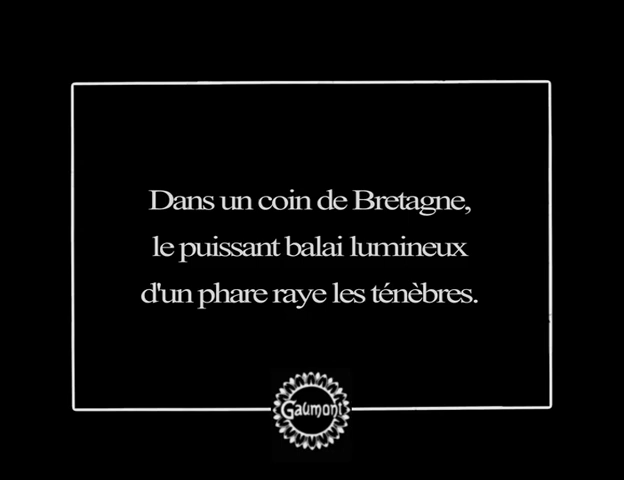 Dans un coin de Bretagne,
le puissant balai lumineux
d'un phare raye les ténèbres.
Gaumont